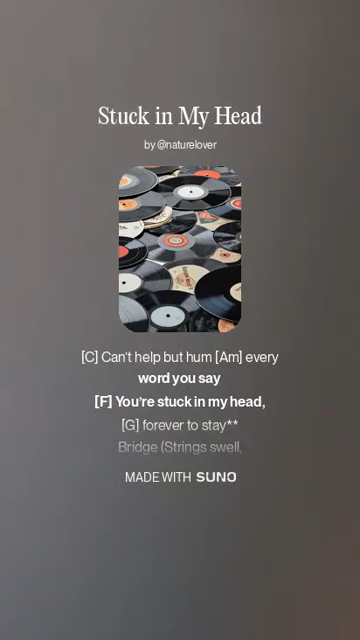 Stuck in My Head
by @naturelover
[C] Can't help but hum [Am] every
word you say
[F] You're stuck in my head,
[G] forever to stay**
Bridge (Strings swell,
MADE WITH SUNO